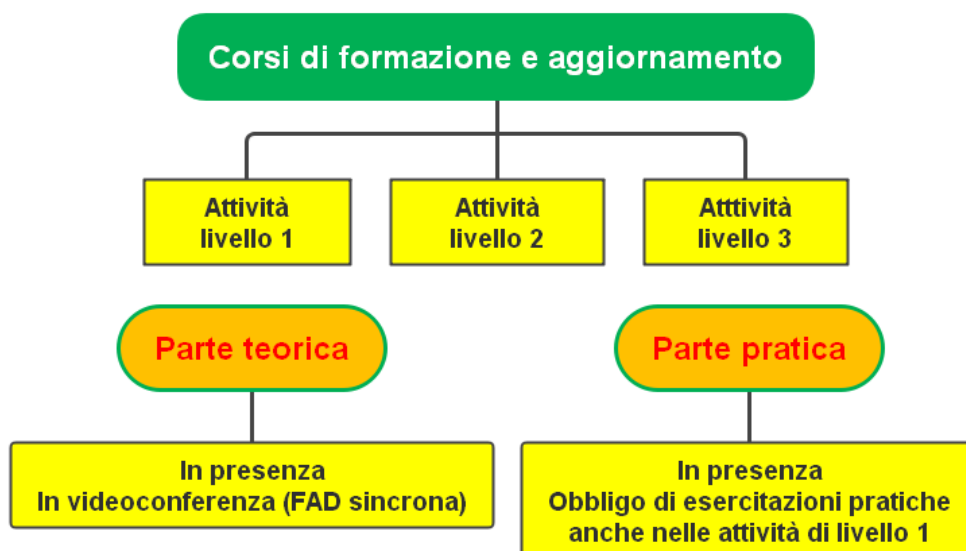 Corsi di formazione e aggiornamento
Attività
livello 1
Attività
livello 2
Atttività
livello 3
Parte teorica
Parte pratica
In presenza
In videoconferenza (FAD sincrona)
In presenza
Obbligo di esercitazioni pratiche
anche nelle attività di livello 1